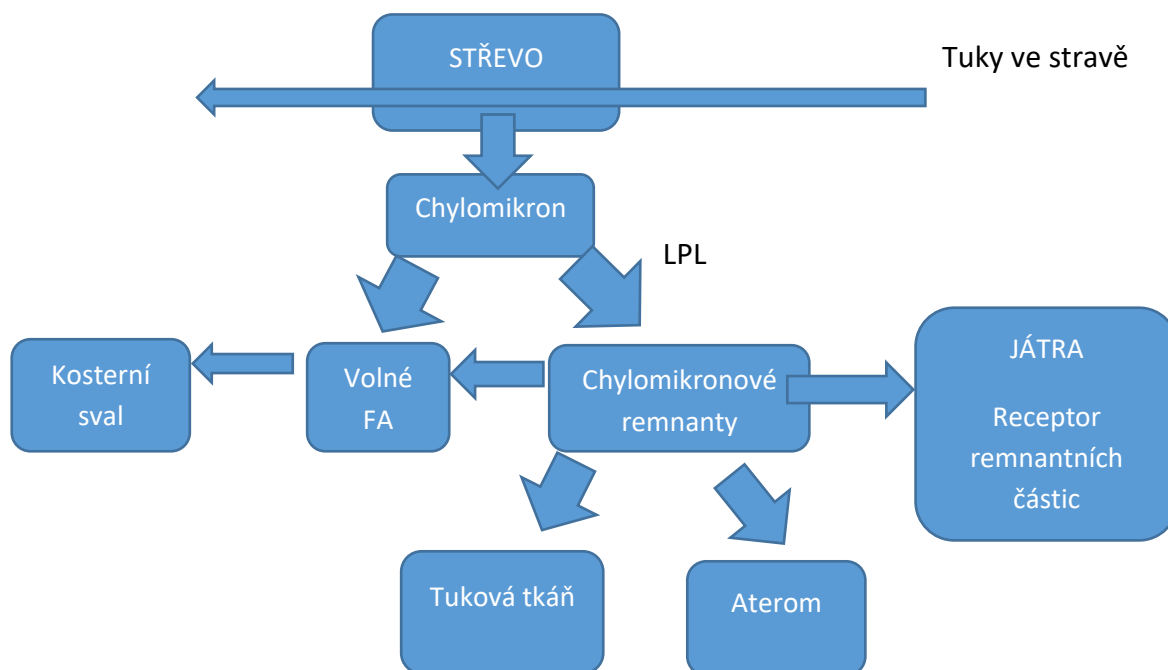 STŘEVO
Tuky ve stravě
Chylomikron
LPL
Kosterní
sval
Volné
FA
Chylomikronové
remnanty
JÁTRA
Receptor
remnantních
částic
Tuková tkáň
Aterom